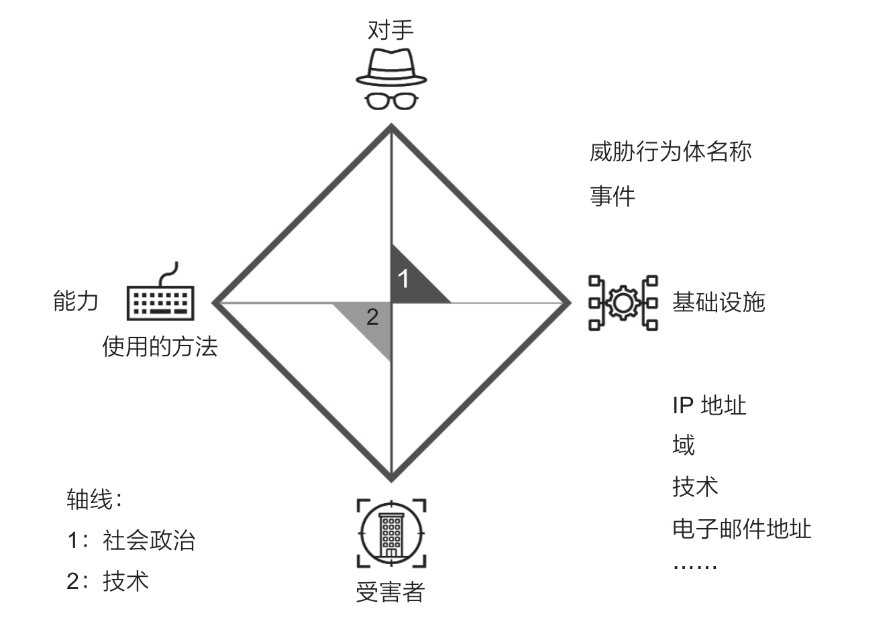 对手
威胁行为体名称
事件
1
能力
2
基础设施
使用的方法
IP 地址
域
技术
电子邮件地址
……
轴线：
1：社会政治
2：技术
受害者